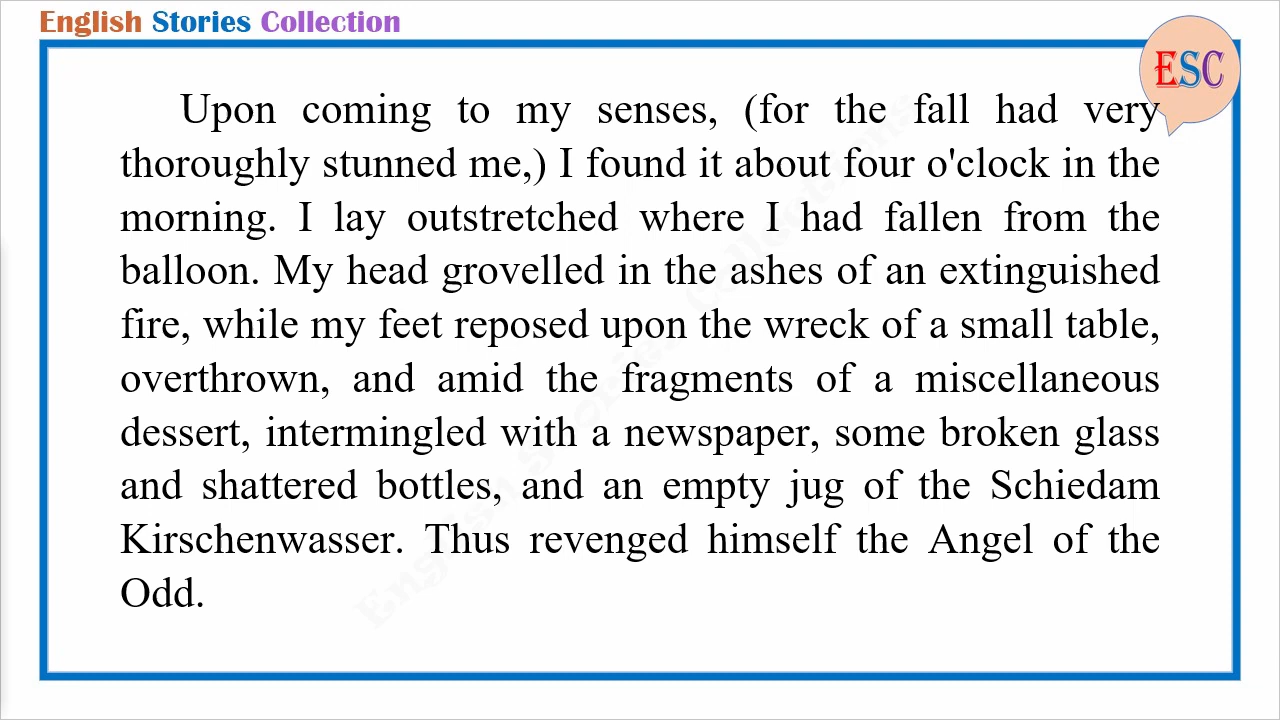 English Stories Collection
ESC
Upon coming to my senses, (for the fall had very
thoroughly stunned me,) I found it about four o'clock in the
morning. I lay outstretched where I had fallen from the
balloon. My head grovelled in the ashes of an extinguished
fire, while my feet reposed upon the wreck of a small table,
overthrown, and amid the fragments of a miscellaneous
dessert, intermingled with a newspaper, some broken glass
and shattered bottles, and an empty jug of the Schiedam
Kirschenwasser. Thus revenged himself the Angel of the
Odd.
English Stories Collections